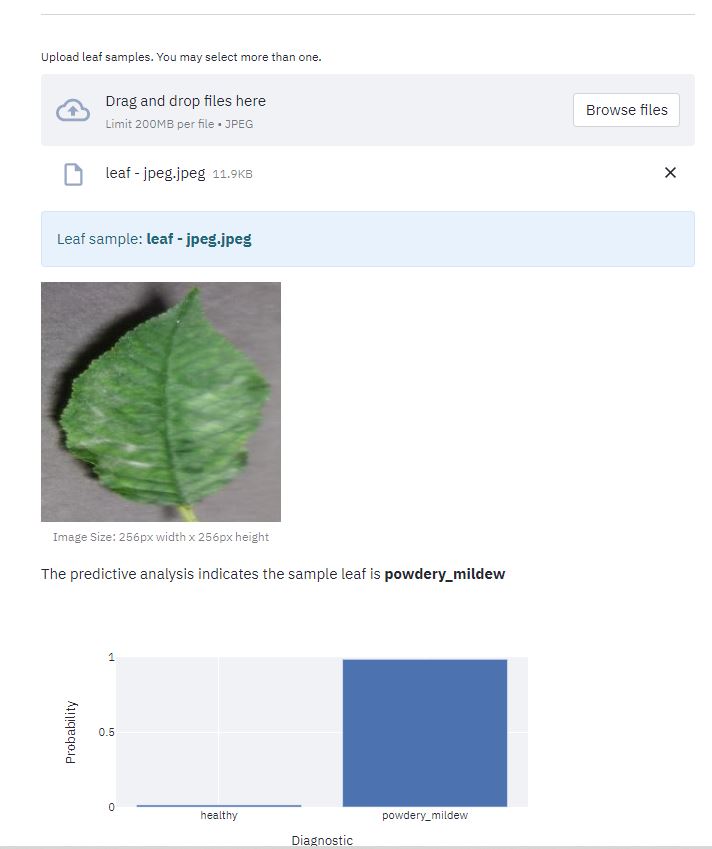 Upload leaf samples. You may select more than one.
Drag and drop files here
Limit 200MB per file • JPEG
Browse files
leaf - jpeg.jpeg 11.9KB
Leaf sample: leaf - jpeg.jpeg
Image Size: 256px width x 256px height
The predictive analysis indicates the sample leaf is powdery_mildew
1
0.5
0
Probability
healthy
powdery_mildew
Diagnostic